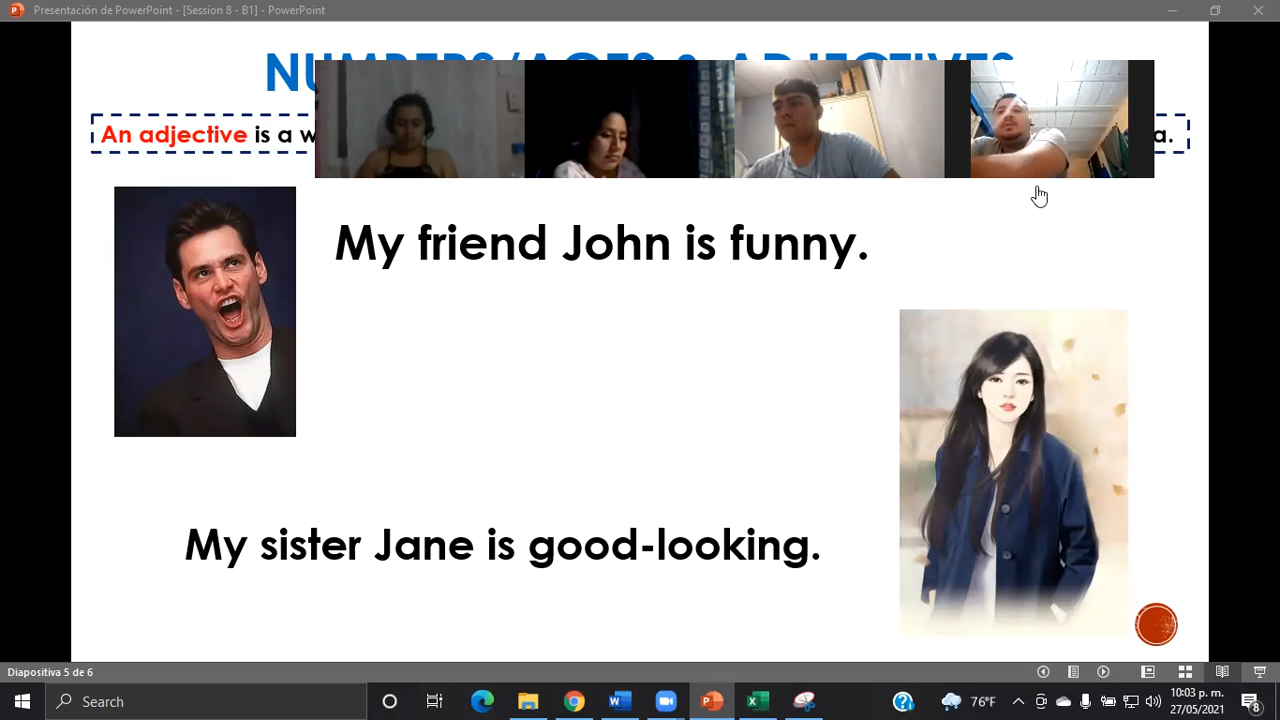 Presentación de PowerPoint - [Session 8 - B1] - PowerPoint
An adjective is a
My friend John is funny.
My sister Jane is good-looking.
Diapositiva 5 de 6
Search
76°F
10:03 p. m.
27/05/2021
8